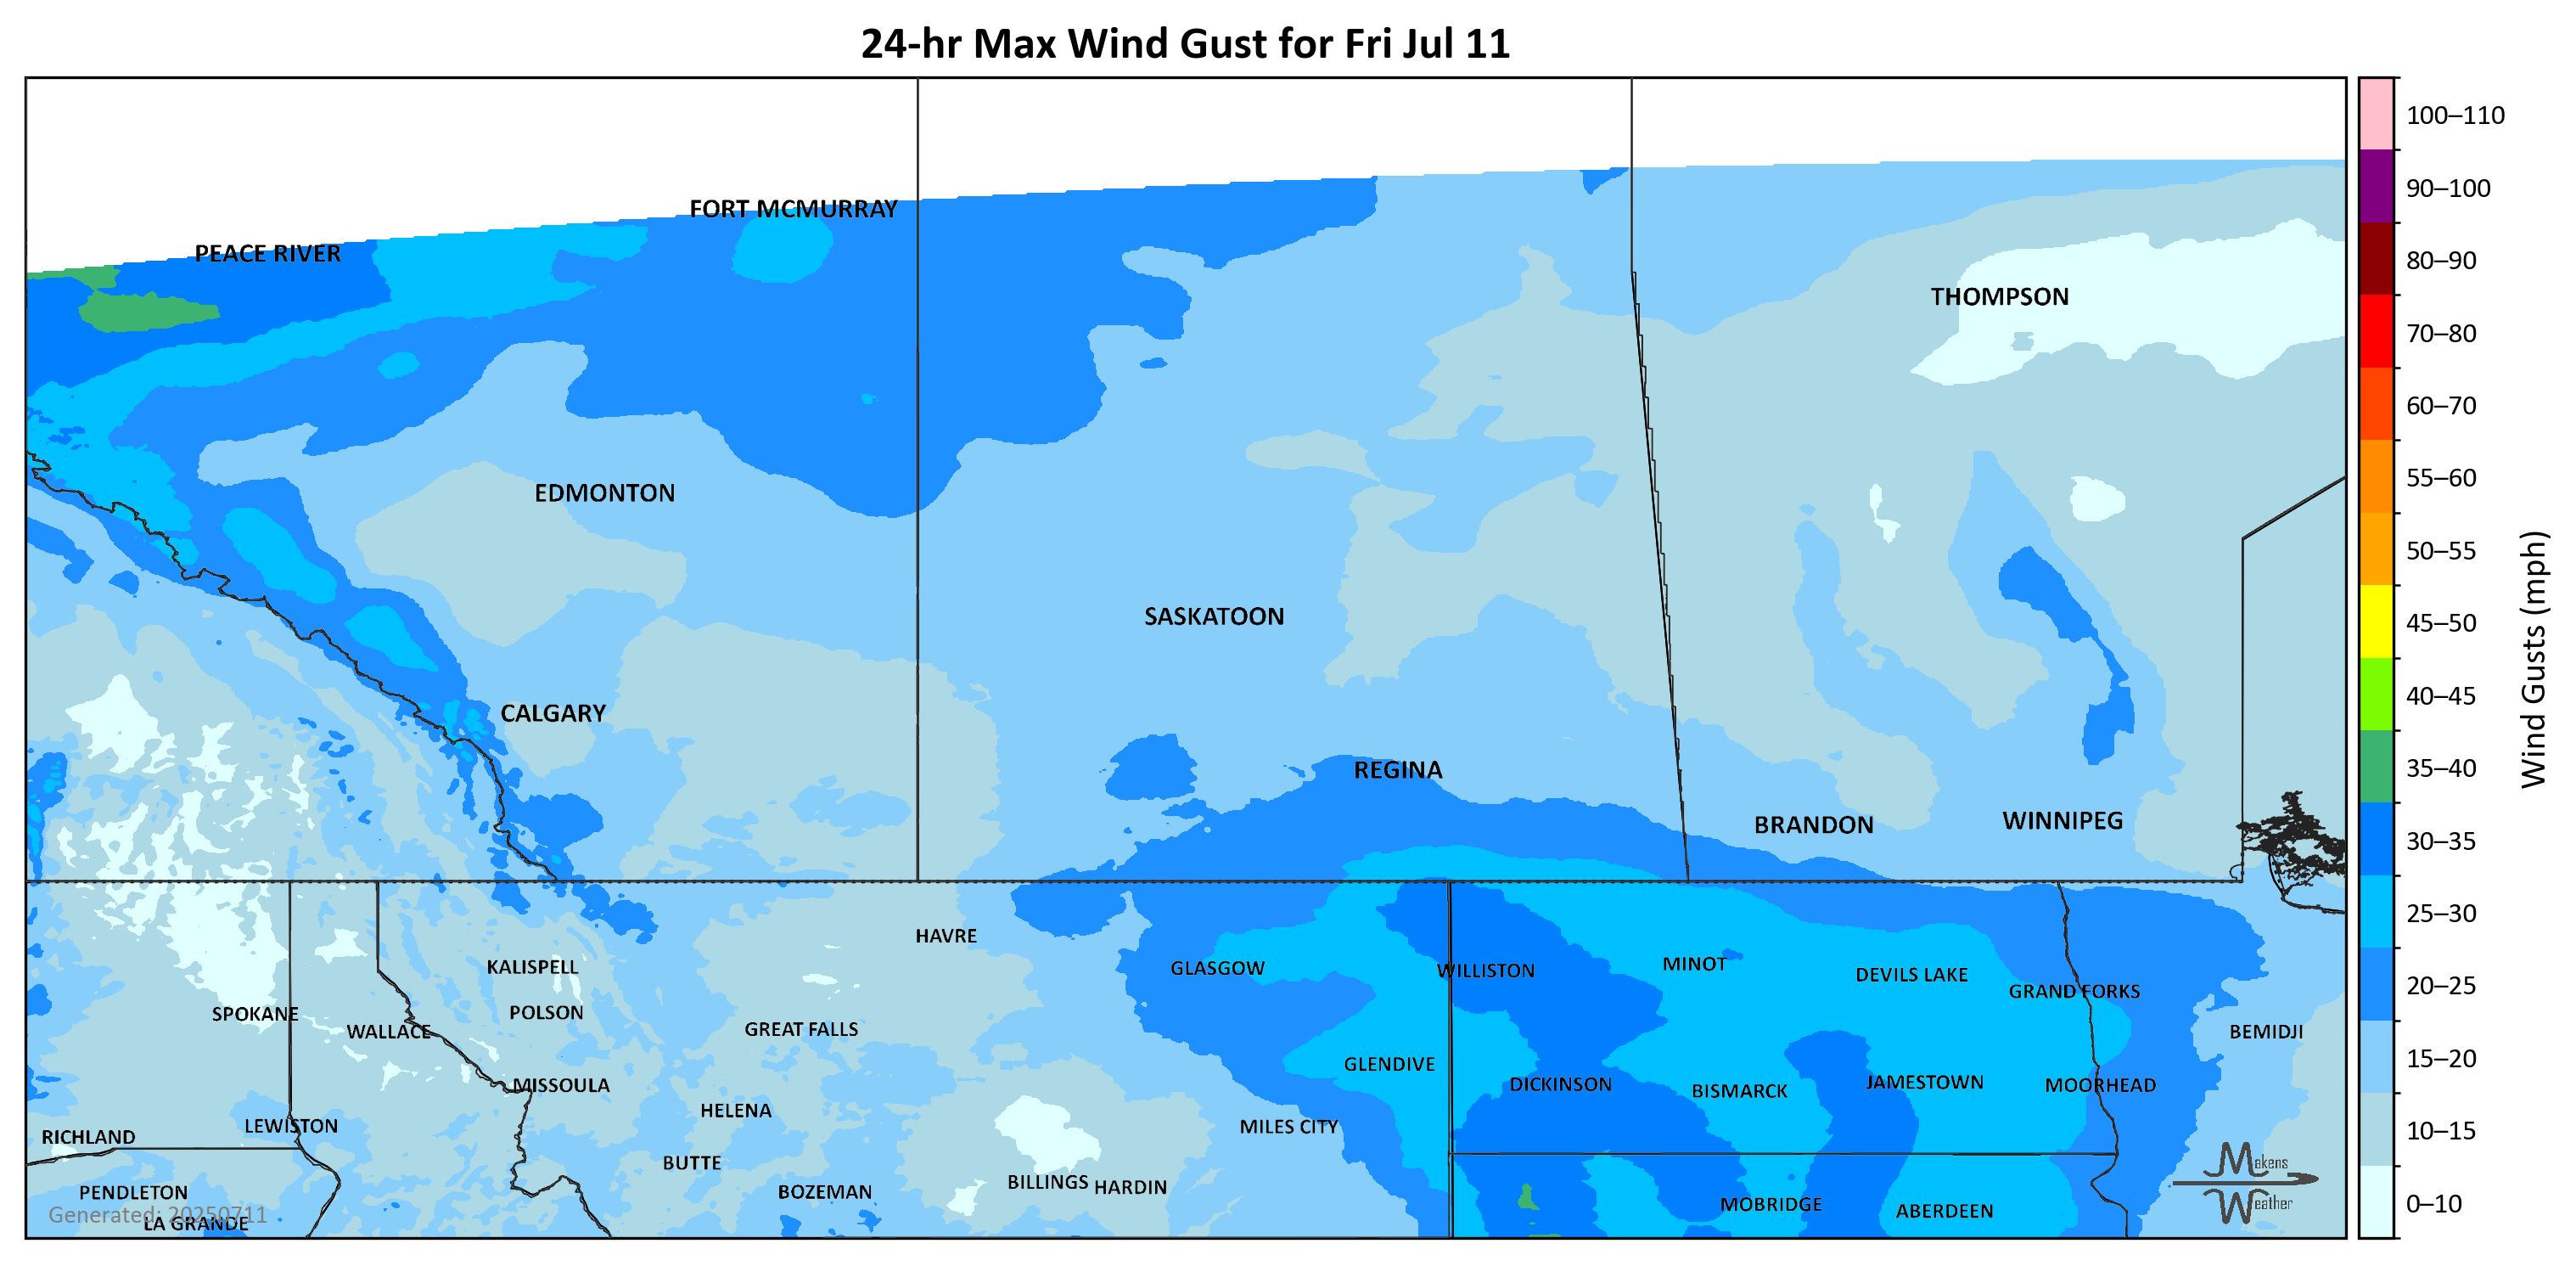 24-hr Max Wind Gust for Fri Jul 11
FORT MCMURRAY
PEACE RIVER
THOMPSON
EDMONTON
SASKATOON
CALGARY
REGINA
BRANDON
WINNIPEG
HAVRE
KALISPELL
GLASGOW
WILLISTON
MINOT
DEVILS LAKE
GRAND FORKS
SPOKANE
POLSON
WALLACE
GREAT FALLS
BEMIDJI
GLENDIVE
MISSOULA
DICKINSON
BISMARCK
JAMESTOWN
MOORHEAD
HELENA
LEWISTON
MILES CITY
RICHLAND
BUTTE
PENDLETON
BOZEMAN
BILLINGS
HARDIN
MOBRIDGE
ABERDEEN
Generated: 20250711
LA GRANDE
Makens
Weather
100–110
90–100
80–90
70–80
60–70
55–60
50–55
45–50
40–45
35–40
30–35
25–30
20–25
15–20
10–15
0–10
Wind Gusts (mph)